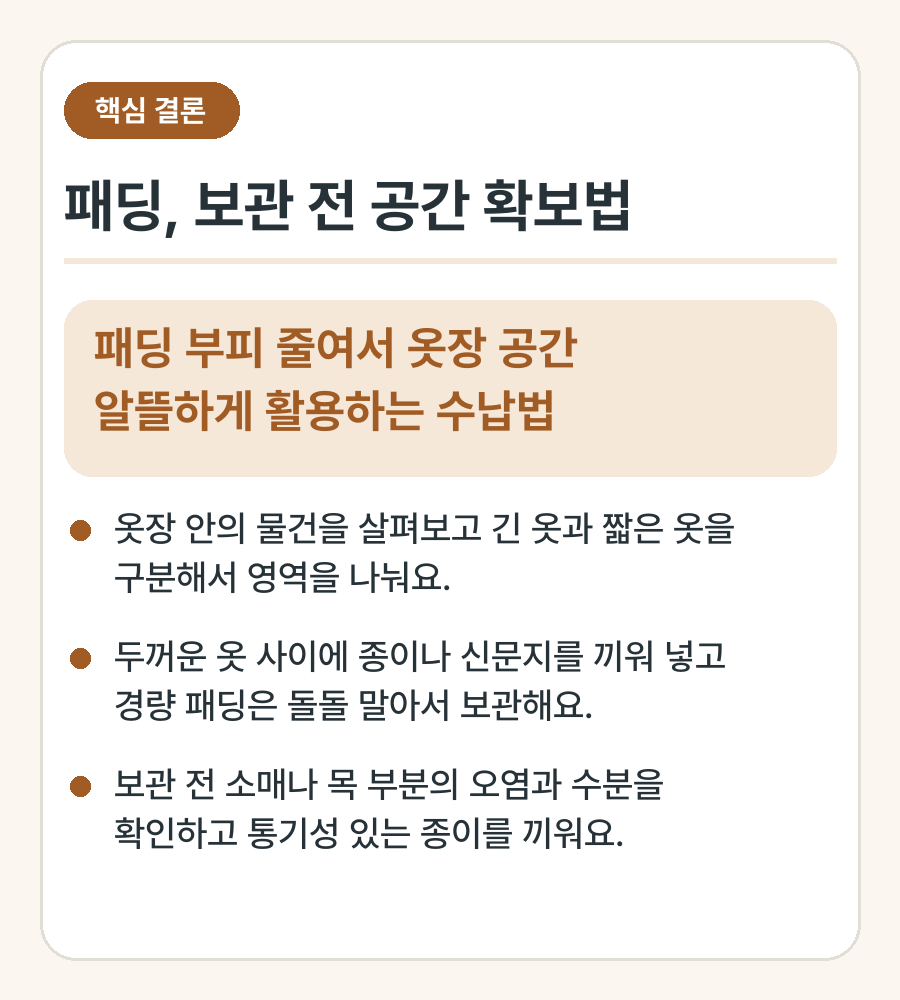 핵심 결론
패딩, 보관 전 공간 확보법
패딩 부피 줄여서 옷장 공간
알뜰하게 활용하는 수납법
옷장 안의 물건을 살펴보고 긴 옷과 짧은 옷을
구분해서 영역을 나눠요.
두꺼운 옷 사이에 종이나 신문지를 끼워 넣고
경량 패딩은 돌돌 말아서 보관해요.
보관 전 소매나 목 부분의 오염과 수분을
확인하고 통기성 있는 종이를 끼워요.